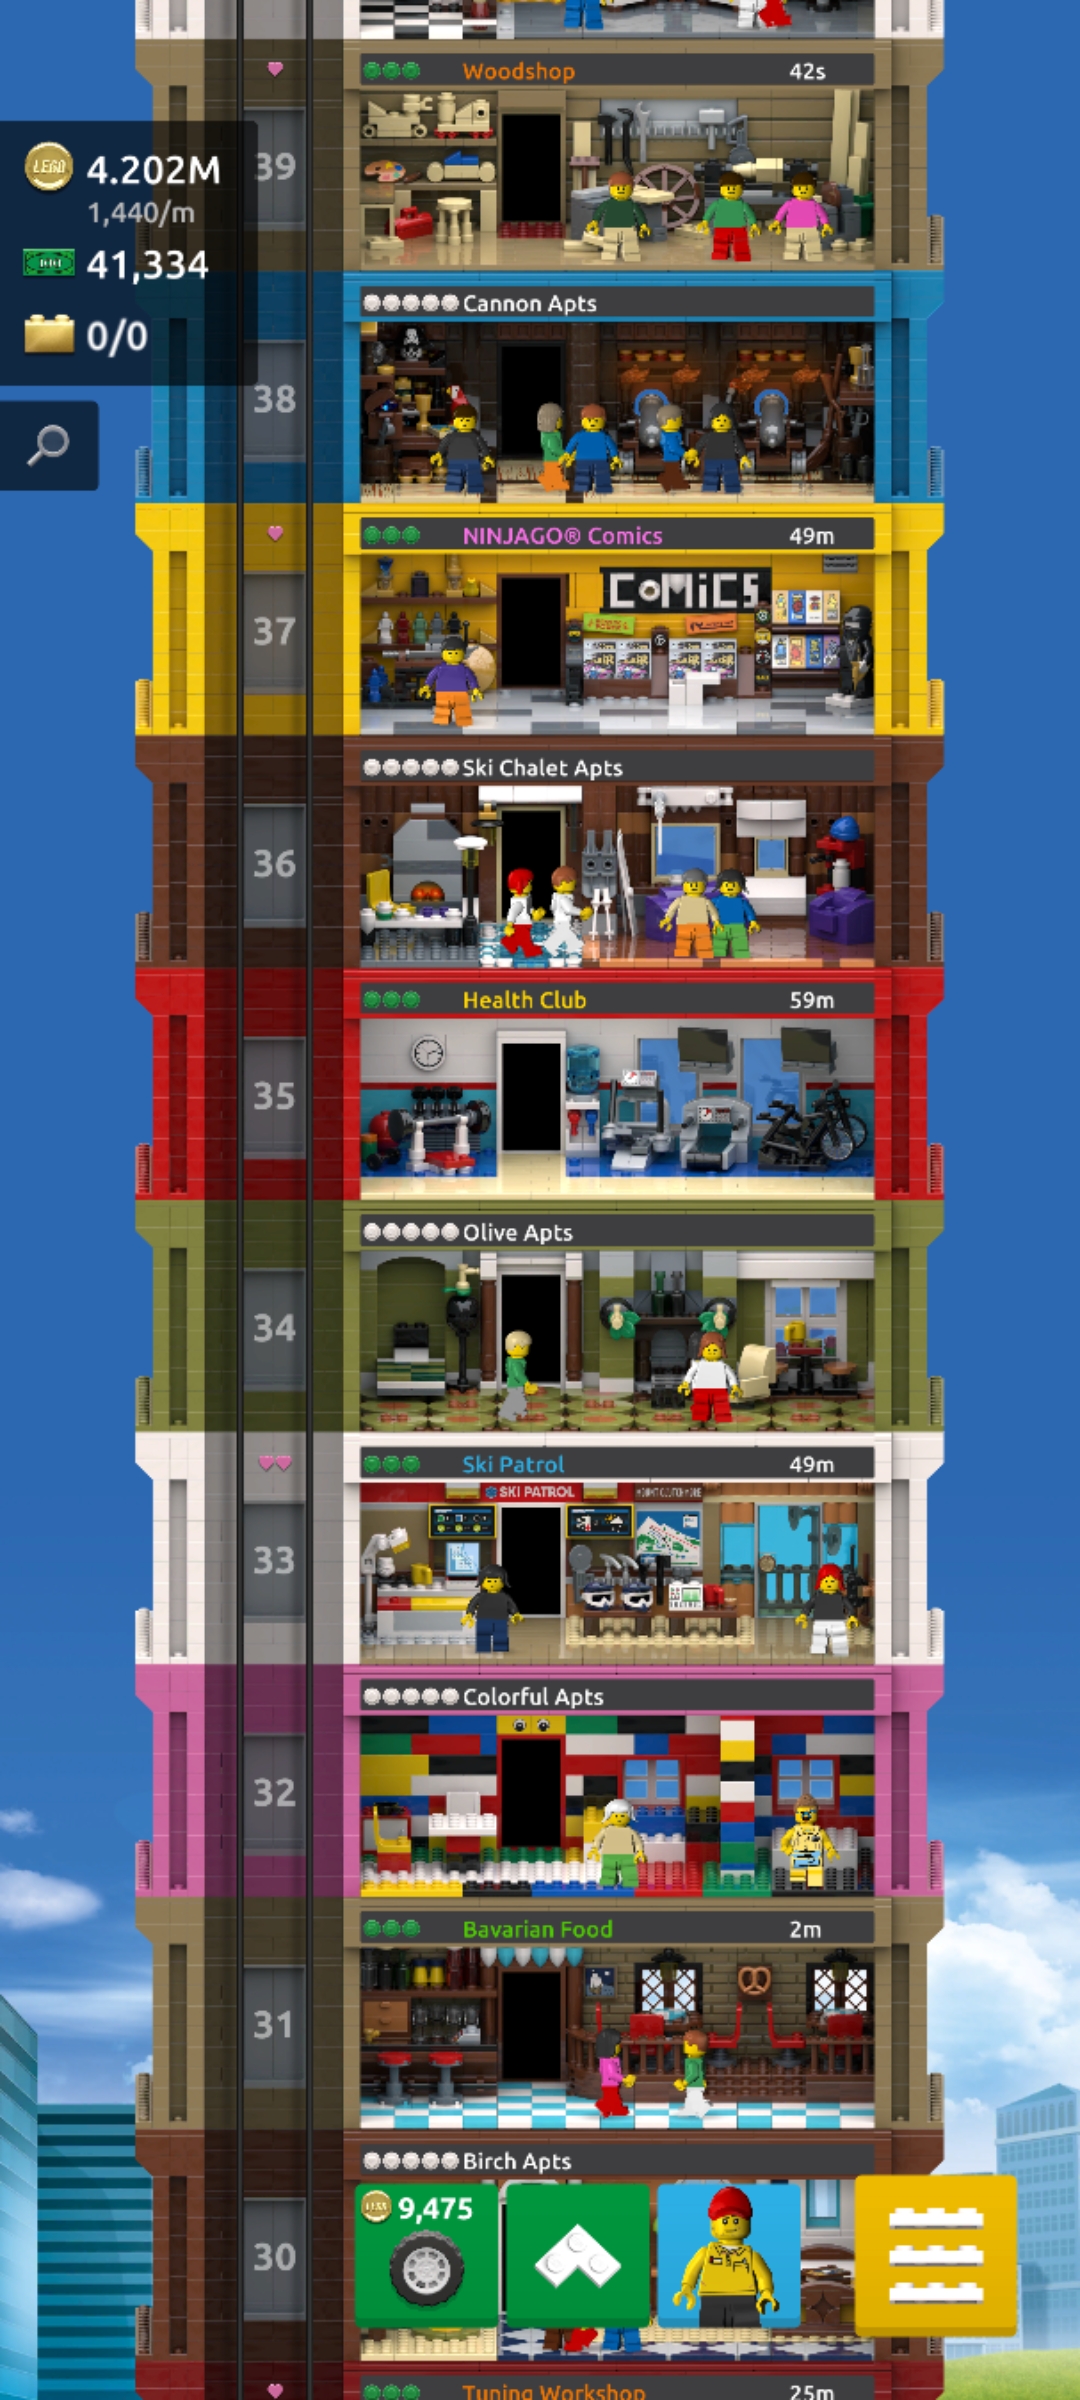 Woodshop 42s
39
LEGO 4.202M
1,440/m
41,334
0/0
Cannon Apts
38
NINJAGO® Comics 49m
COMiCS
37
Ski Chalet Apts
36
Health Club 59m
35
Olive Apts
34
Ski Patrol 49m
SKI PATROL
33
Colorful Apts
32
Bavarian Food 2m
31
Birch Apts
9,475
30
Tuning Workshop 25m